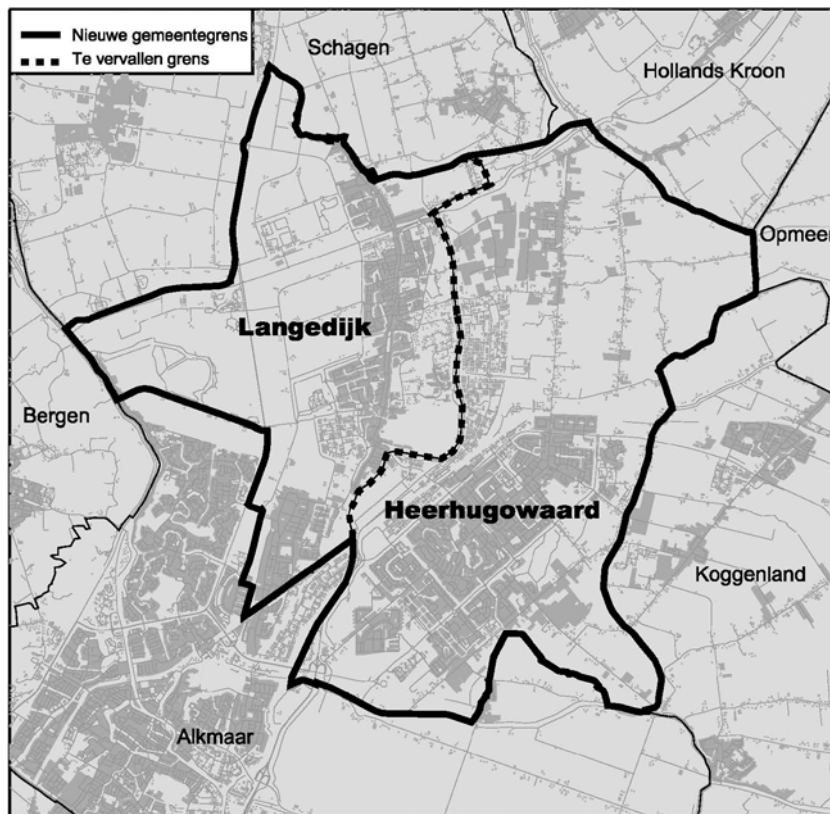 Nieuwe gemeentegrens
Te vervallen grens
Schagen
Hollands Kroon
Opmeer
Langedijk
Bergen
Heerhugowaard
Koggenland
Alkmaar